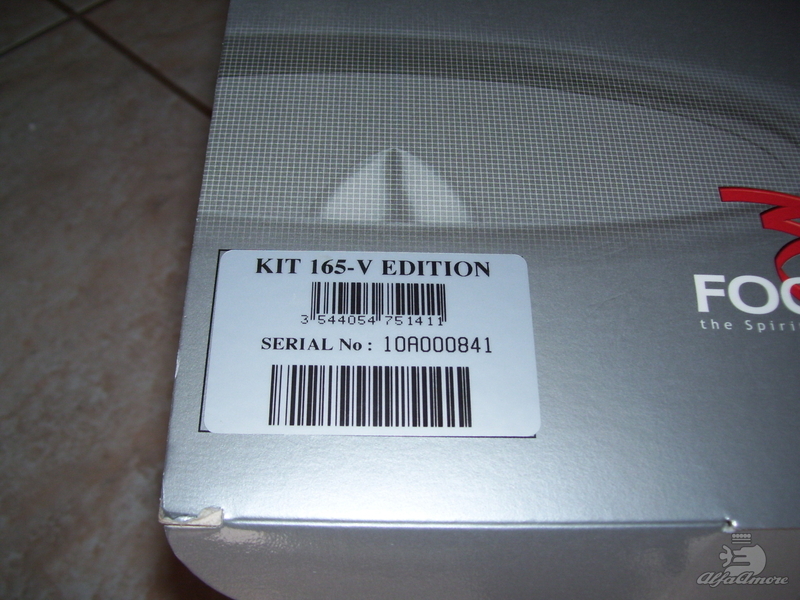 KIT 165-V EDITION
3 544054 751411
SERIAL No : 10A000841
FOC
the Spiri
AlfaAmore